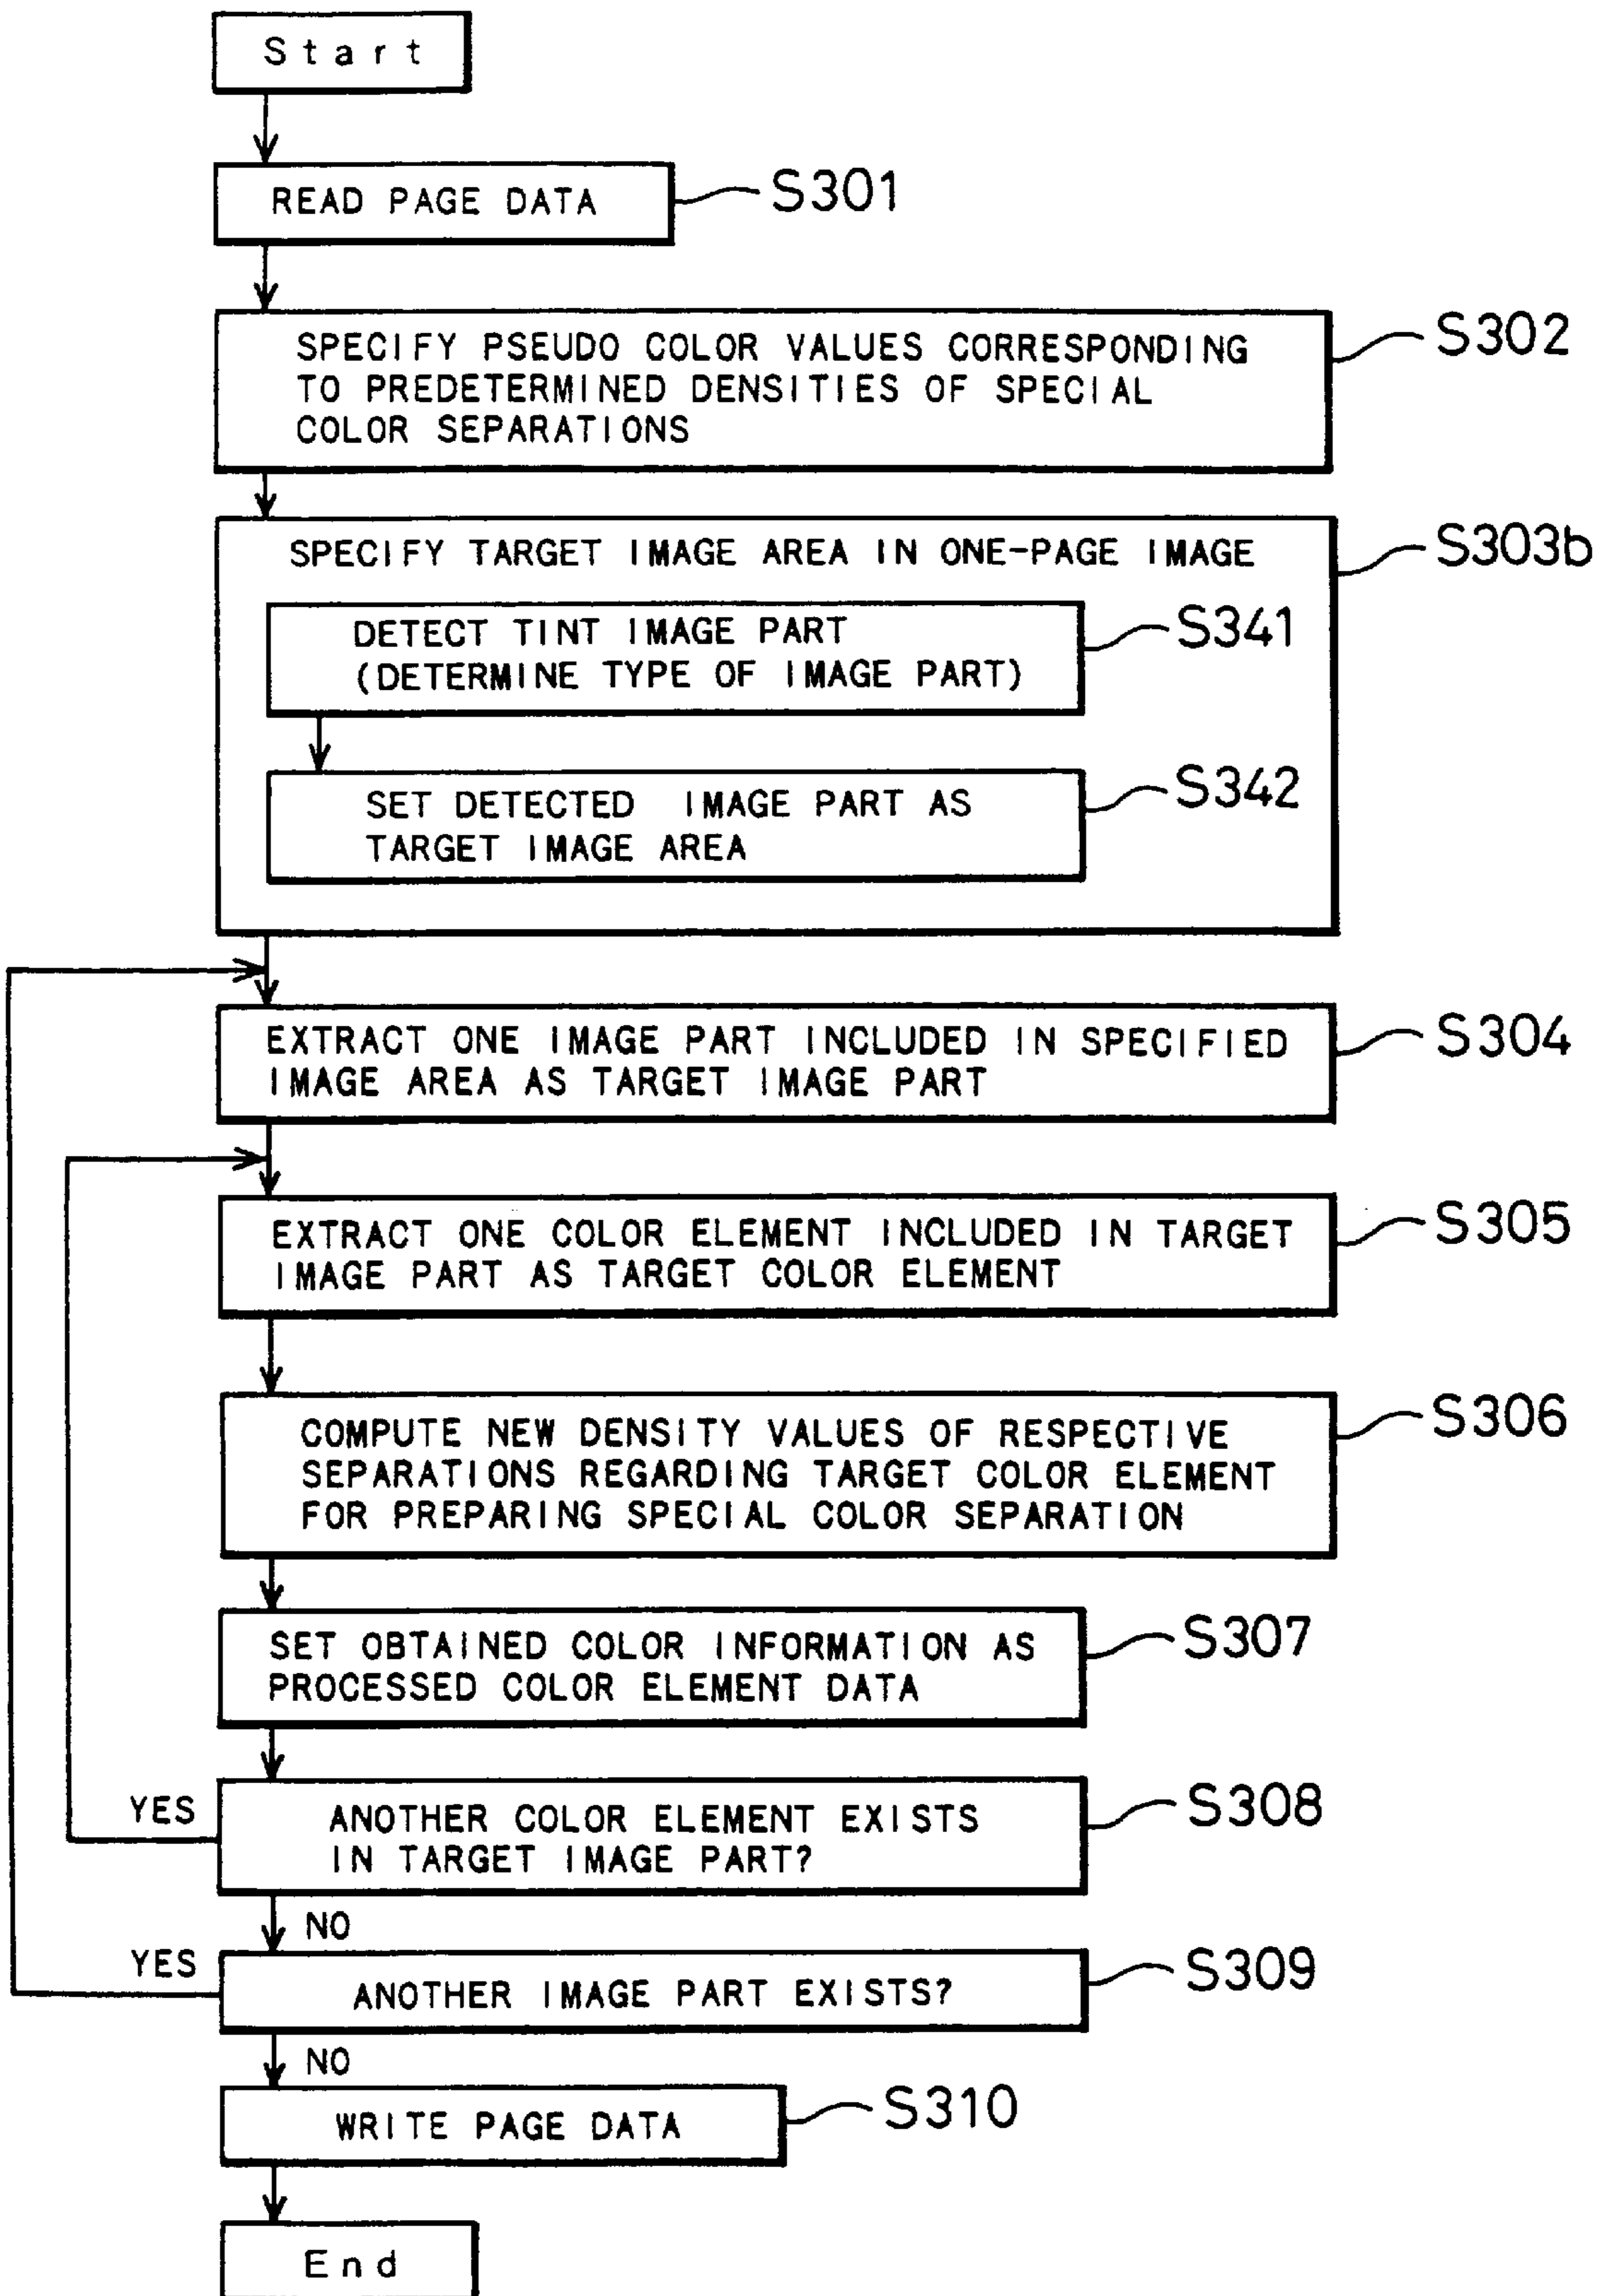 Start
READ PAGE DATA
S301
SPECIFY PSEUDO COLOR VALUES CORRESPONDING
TO PREDETERMINED DENSITIES OF SPECIAL
COLOR SEPARATIONS
S302
SPECIFY TARGET IMAGE AREA IN ONE-PAGE IMAGE
S303b
DETECT TINT IMAGE PART
(DETERMINE TYPE OF IMAGE PART)
S341
SET DETECTED IMAGE PART AS
TARGET IMAGE AREA
S342
EXTRACT ONE IMAGE PART INCLUDED IN SPECIFIED
IMAGE AREA AS TARGET IMAGE PART
S304
EXTRACT ONE COLOR ELEMENT INCLUDED IN TARGET
IMAGE PART AS TARGET COLOR ELEMENT
S305
COMPUTE NEW DENSITY VALUES OF RESPECTIVE
SEPARATIONS REGARDING TARGET COLOR ELEMENT
FOR PREPARING SPECIAL COLOR SEPARATION
S306
SET OBTAINED COLOR INFORMATION AS
PROCESSED COLOR ELEMENT DATA
S307
YES
ANOTHER COLOR ELEMENT EXISTS
IN TARGET IMAGE PART?
S308
NO
YES
ANOTHER IMAGE PART EXISTS?
S309
NO
WRITE PAGE DATA
S310
End